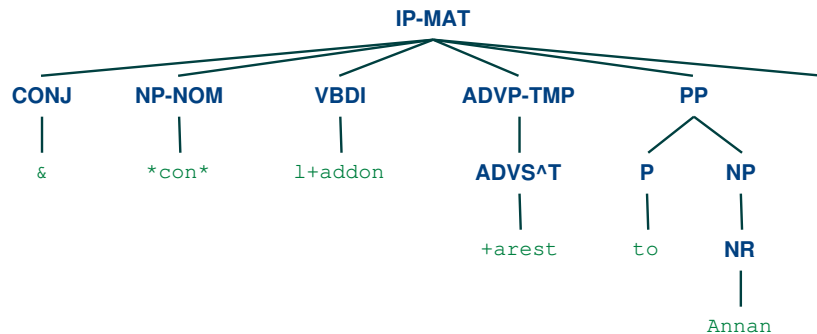 IP-MAT
CONJ NP-NOM VBDI ADVP-TMP PP
& *con* l+addon ADVS^T P NP
+arest to NR
Annan